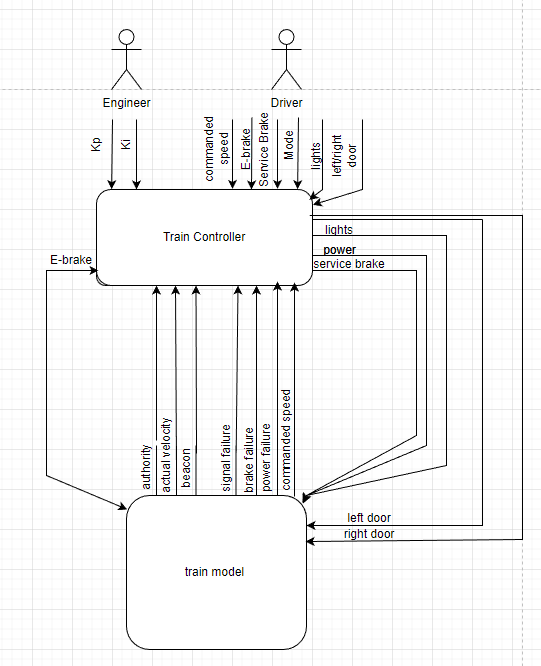 Engineer
Driver
Kp
Ki
commanded
speed
E-brake
Service Brake
Mode
lights
left/right
door
Train Controller
lights
power
service brake
E-brake
authority
actual velocity
beacon
signal failure
brake failure
power failure
commanded speed
left door
right door
train model